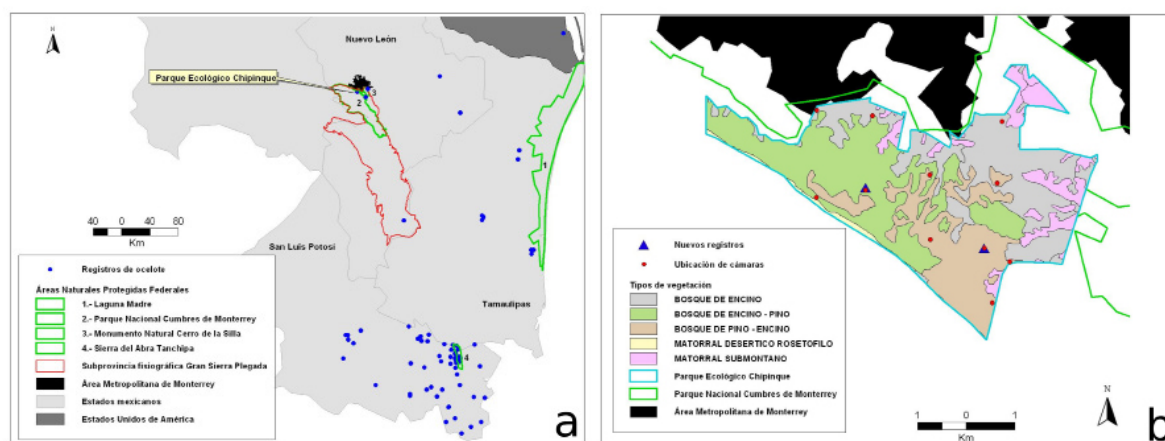 a
N
Nuevo León
Parque Ecológico Chipinque
3
2
1
40 0 40 80
Km
San Luis Potosí
Tamaulipas
4
Registros de ocelote
Áreas Naturales Protegidas Federales
1.- Laguna Madre
2.- Parque Nacional Cumbres de Monterrey
3.- Monumento Natural Cerro de la Silla
4.- Sierra del Abra Tanchipa
Subprovincia fisiográfica Gran Sierra Plegada
Área Metropolitana de Monterrey
Estados mexicanos
Estados Unidos de América
a
b
Nuevos registros
Ubicación de cámaras
Tipos de vegetación
BOSQUE DE ENCINO
BOSQUE DE ENCINO - PINO
BOSQUE DE PINO - ENCINO
MATORRAL DESERTICO ROSETOFILO
MATORRAL SUBMONTANO
Parque Ecológico Chipinque
Parque Nacional Cumbres de Monterrey
Área Metropolitana de Monterrey
1 0 1
Km
N
b